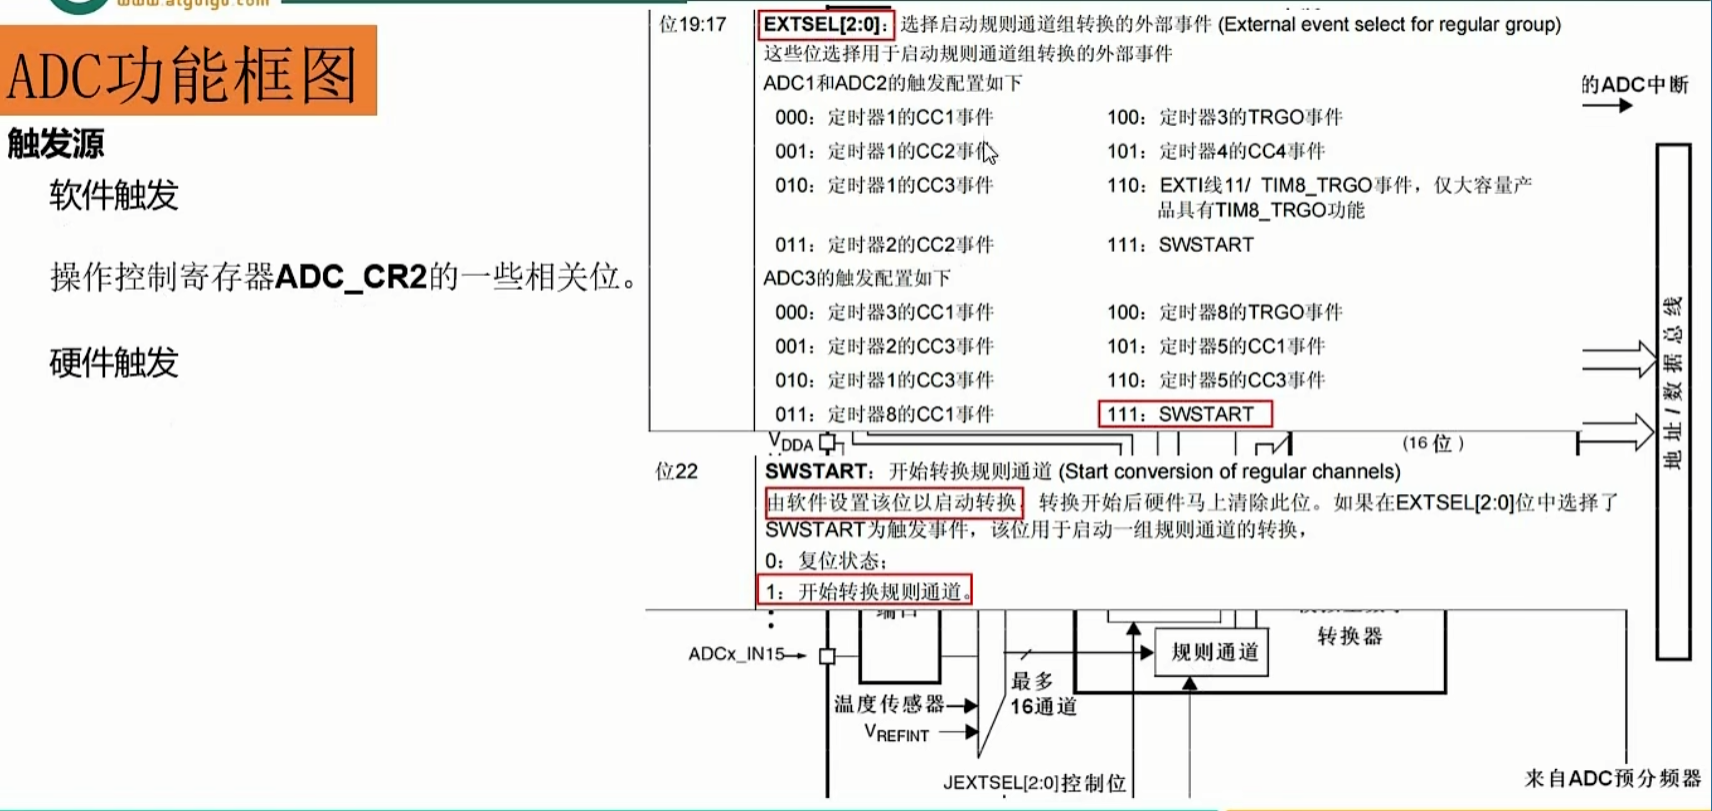 www.atguigu.com
ADC功能框图
触发源
软件触发
操作控制寄存器ADC_CR2的一些相关位。
硬件触发
位19:17
EXTSEL[2:0]：选择启动规则通道组转换的外部事件 (External event select for regular group)
这些位选择用于启动规则通道组转换的外部事件
ADC1和ADC2的触发配置如下
000：定时器1的CC1事件 100：定时器3的TRGO事件
001：定时器1的CC2事件 101：定时器4的CC4事件
010：定时器1的CC3事件 110：EXTI线11/ TIM8_TRGO事件，仅大容量产
品具有TIM8_TRGO功能
011：定时器2的CC2事件 111：SWSTART
ADC3的触发配置如下
000：定时器3的CC1事件 100：定时器8的TRGO事件
001：定时器2的CC3事件 101：定时器5的CC1事件
010：定时器1的CC3事件 110：定时器5的CC3事件
011：定时器8的CC1事件 111：SWSTART
的ADC中断
地址/数据总线
VDDA
(16 位)
位22
SWSTART：开始转换规则通道 (Start conversion of regular channels)
由软件设置该位以启动转换，转换开始后硬件马上清除此位。如果在EXTSEL[2:0]位中选择了
SWSTART为触发事件，该位用于启动一组规则通道的转换，
0：复位状态；
1：开始转换规则通道。
转换器
ADCx_IN15
规则通道
最多
16通道
温度传感器
VREFINT
JEXTSEL[2:0]控制位
来自ADC预分频器